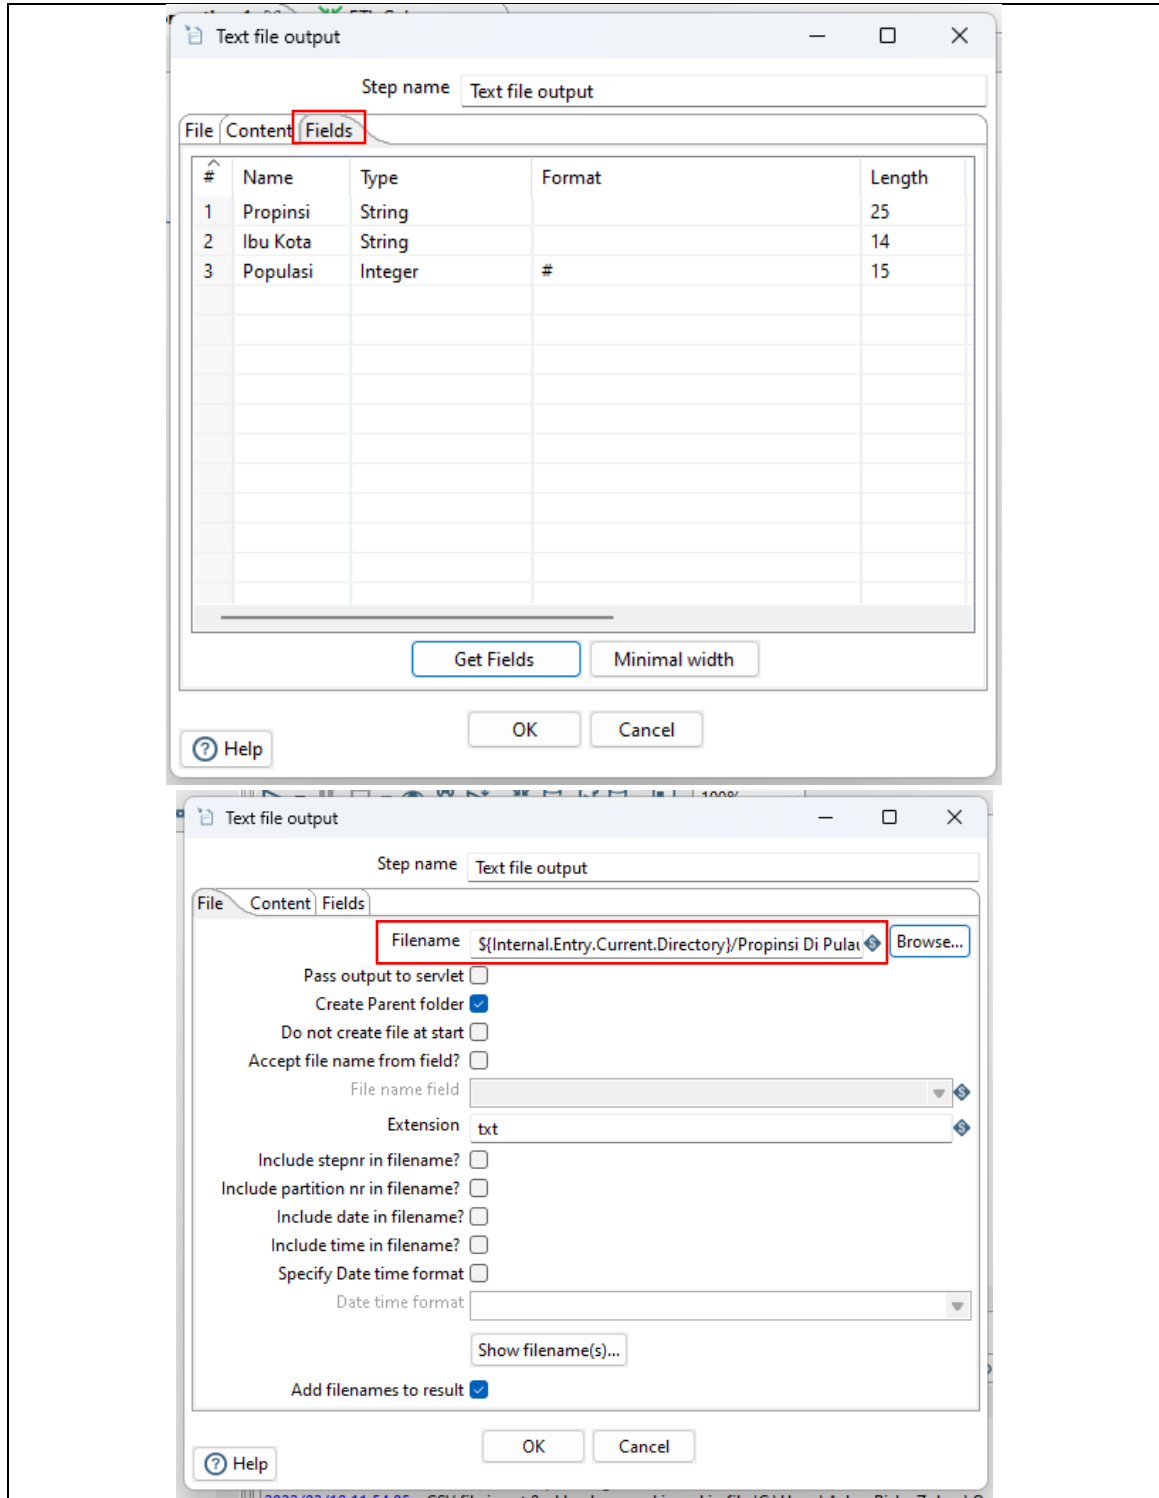 Text file output
Step name Text file output
File Content Fields
# Name Type Format Length
1 Propinsi String 25
2 Ibu Kota String 14
3 Populasi Integer # 15
Get Fields Minimal width
OK Cancel
Help
100%
Text file output
Step name Text file output
File Content Fields
Filename ${Internal.Entry.Current.Directory}/Propinsi Di Pulau Browse...
Pass output to servlet
Create Parent folder
Do not create file at start
Accept file name from field?
File name field
Extension txt
Include stepnr in filename?
Include partition nr in filename?
Include date in filename?
Include time in filename?
Specify Date time format
Date time format
Show filename(s)...
Add filenames to result
OK Cancel
Help